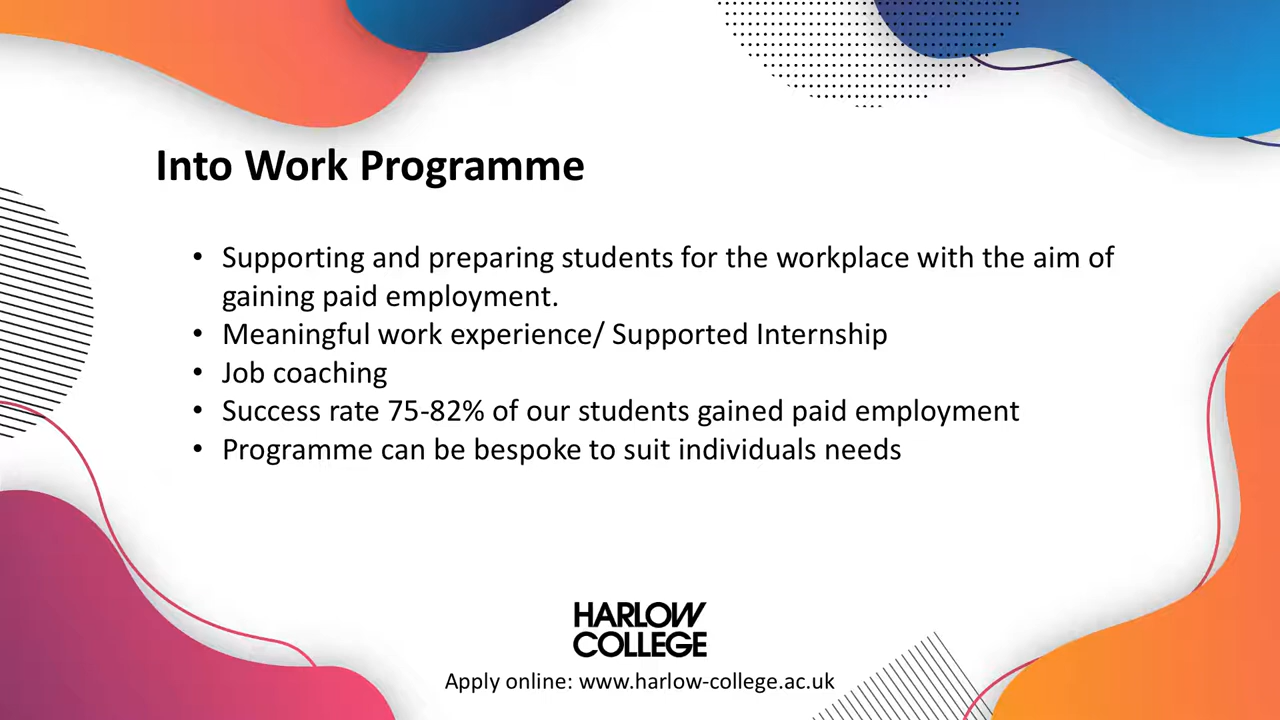 Into Work Programme
• Supporting and preparing students for the workplace with the aim of
gaining paid employment.
• Meaningful work experience/ Supported Internship
• Job coaching
• Success rate 75-82% of our students gained paid employment
• Programme can be bespoke to suit individuals needs
HARLOW
COLLEGE
Apply online: www.harlow-college.ac.uk